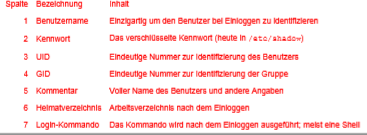 Spalte Bezeichnung Inhalt
1 Benutzername Einzigartig um den Benutzer bei Einloggen zu identifizieren
2 Kennwort Das verschlüsselte Kennwort (heute in /etc/shadow)
3 UID Eindeutige Nummer zur Identifizierung des Benutzers
4 GID Eindeutige Nummer zur Identifizierung der Gruppe
5 Kommentar Voller Name des Benutzers und andere Angaben
6 Heimatverzeichnis Arbeitsverzeichnis nach dem Einloggen
7 Login-Kommando Das Kommando wird nach dem Einloggen ausgeführt; meist eine Shell